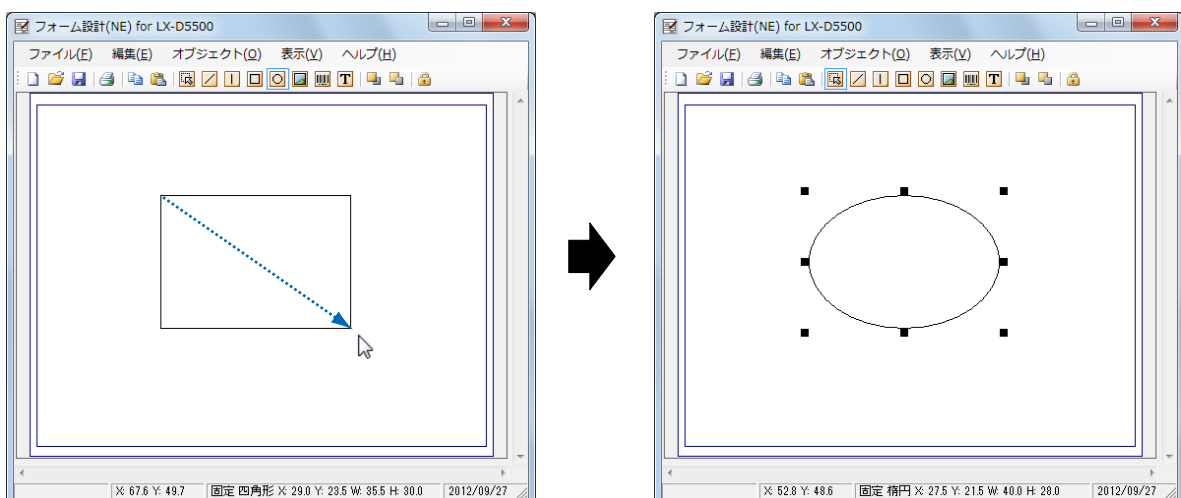 フォーム設計(NE) for LX-D5500
ファイル(F) 編集(E) オブジェクト(O) 表示(V) ヘルプ(H)
T
X: 67.6 Y: 49.7 固定 四角形 X: 29.0 Y: 23.5 W: 35.5 H: 30.0 2012/09/27
フォーム設計(NE) for LX-D5500
ファイル(F) 編集(E) オブジェクト(O) 表示(V) ヘルプ(H)
T
X: 52.8 Y: 48.6 固定 楕円 X: 27.5 Y: 21.5 W: 40.0 H: 28.0 2012/09/27